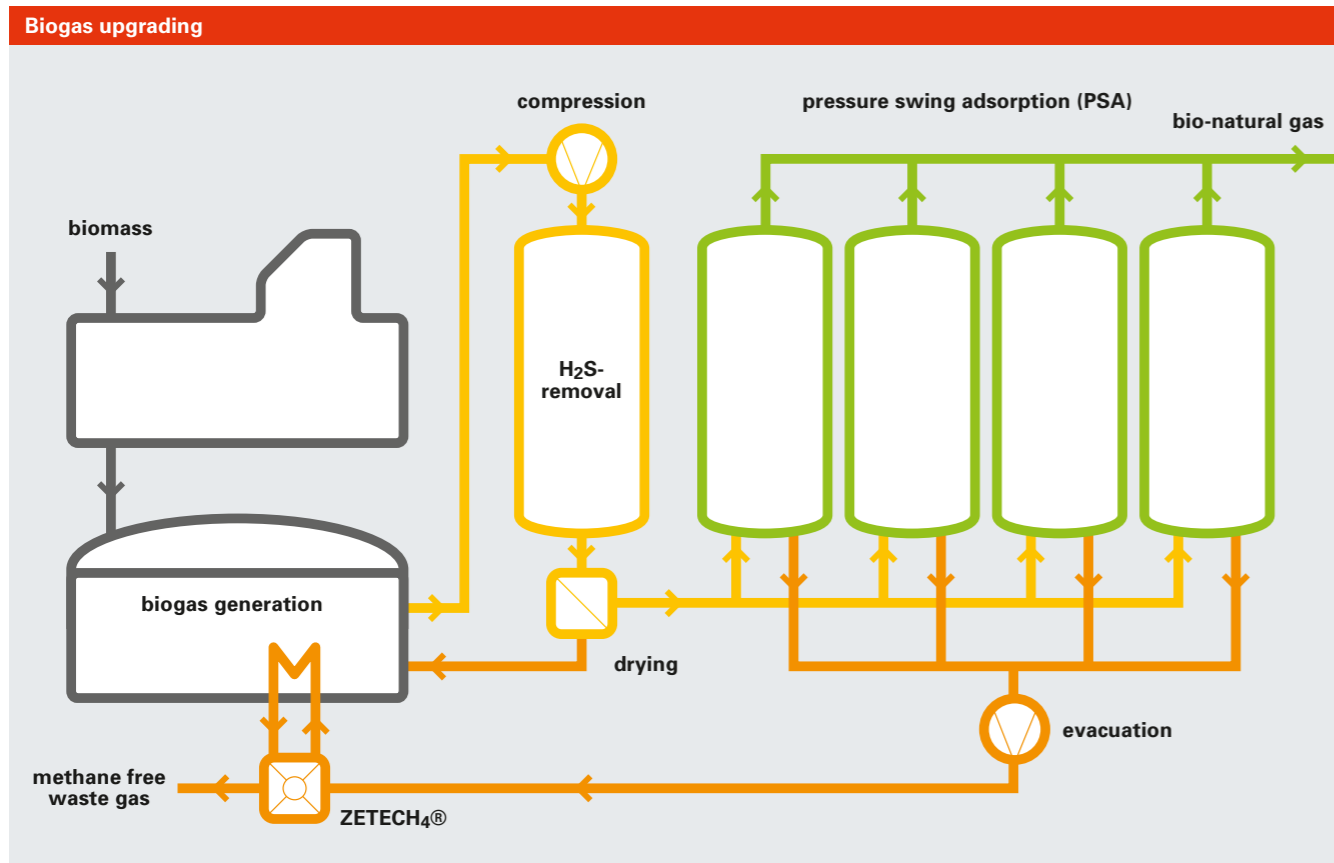 Biogas upgrading
compression
pressure swing adsorption (PSA)
bio-natural gas
biomass
H₂S-
removal
biogas generation
drying
evacuation
methane free
waste gas
ZETECH₄®